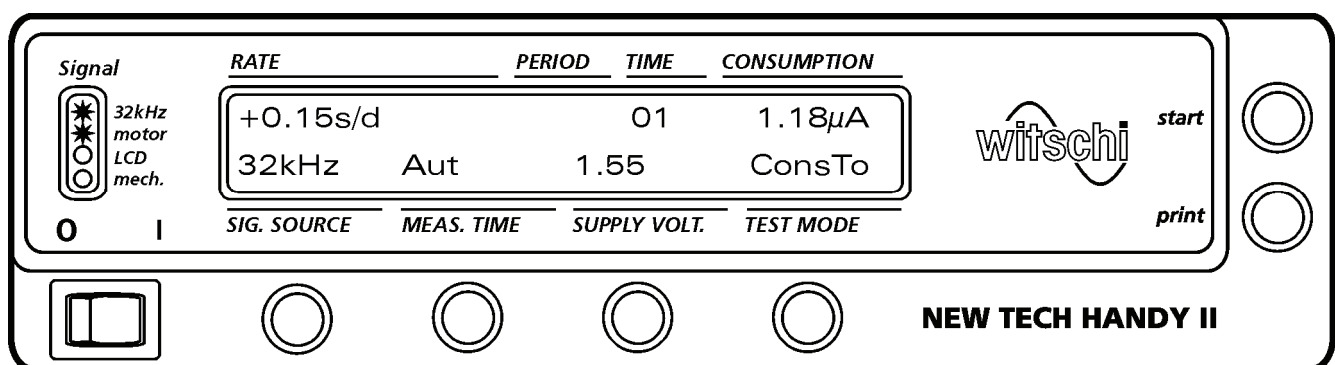 Signal
32kHz
motor
LCD
mech.
O I
RATE PERIOD TIME CONSUMPTION
+0.15s/d 01 1.18µA
32kHz Aut 1.55 ConsTo
SIG. SOURCE MEAS. TIME SUPPLY VOLT. TEST MODE
witschi
start
print
NEW TECH HANDY II